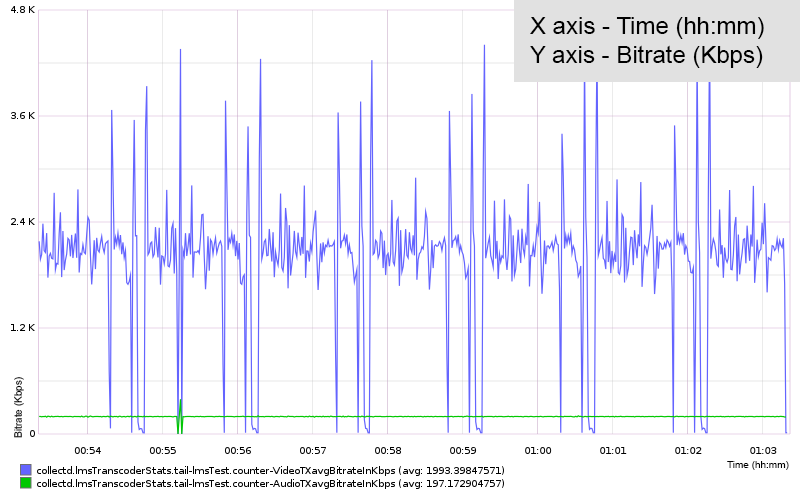 X axis - Time (hh:mm)
Y axis - Bitrate (Kbps)
4.8 K
3.6 K
2.4 K
1.2 K
0
Bitrate (Kbps)
00:54 00:55 00:56 00:57 00:58 00:59 01:00 01:01 01:02 01:03
Time (hh:mm)
collectd.lmsTranscoderStats.tail-lmsTest.counter-VideoTXavgBitrateInKbps (avg: 1993.39847571)
collectd.lmsTranscoderStats.tail-lmsTest.counter-AudioTXavgBitrateInKbps (avg: 197.172904757)